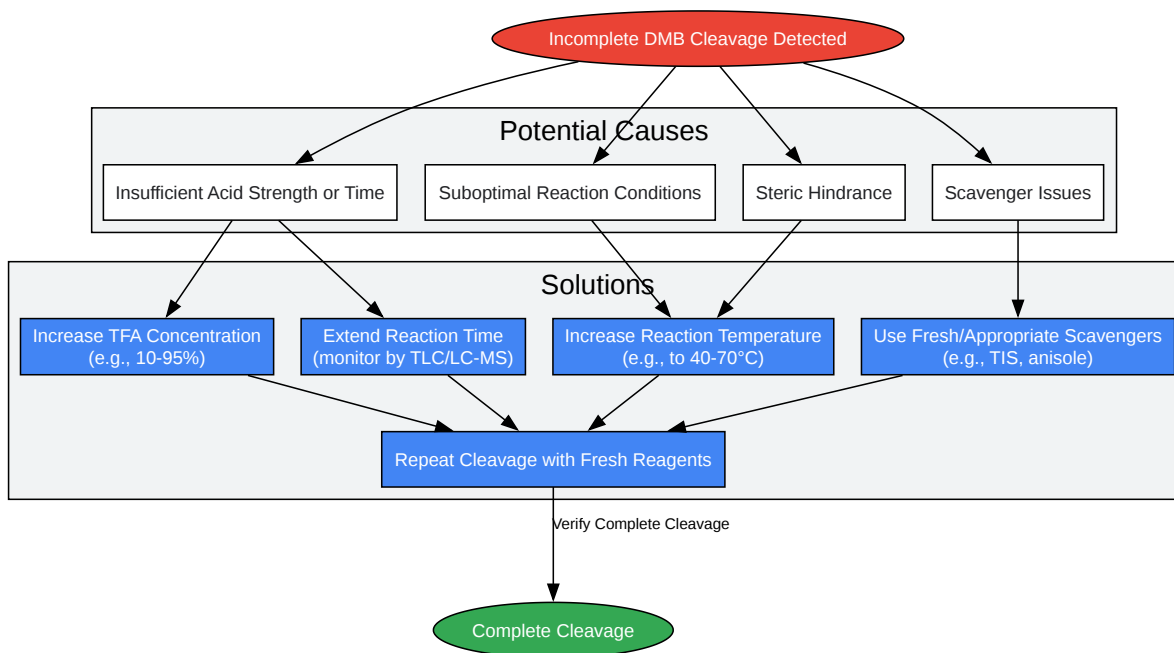 Incomplete DMB Cleavage Detected
Potential Causes
Insufficient Acid Strength or Time
Suboptimal Reaction Conditions
Steric Hindrance
Scavenger Issues
Solutions
Increase TFA Concentration
(e.g., 10-95%)
Extend Reaction Time
(monitor by TLC/LC-MS)
Increase Reaction Temperature
(e.g., to 40-70°C)
Use Fresh/Appropriate Scavengers
(e.g., TIS, anisole)
Repeat Cleavage with Fresh Reagents
Verify Complete Cleavage
Complete Cleavage